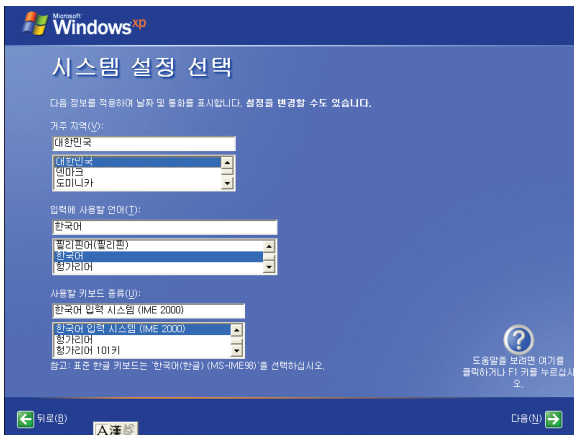 Microsoft
Windows xp
시스템 설정 선택
다음 정보를 적용하여 날짜 및 통화를 표시합니다. 설정을 변경할 수도 있습니다.
거주 지역(V):
대한민국
대한민국
덴마크
도미니카
입력에 사용할 언어(T):
한국어
필리핀어(필리핀)
한국어
헝가리어
사용할 키보드 종류(U):
한국어 입력 시스템 (IME 2000)
한국어 입력 시스템 (IME 2000)
헝가리어
헝가리어 101키
참고: 표준 한글 키보드는 '한국어(한글) (MS-IME98)'를 선택하십시오.
도움말을 보려면 여기를
클릭하거나 F1 키를 누르십시
오.
뒤로(B)
다음(N)
A漢